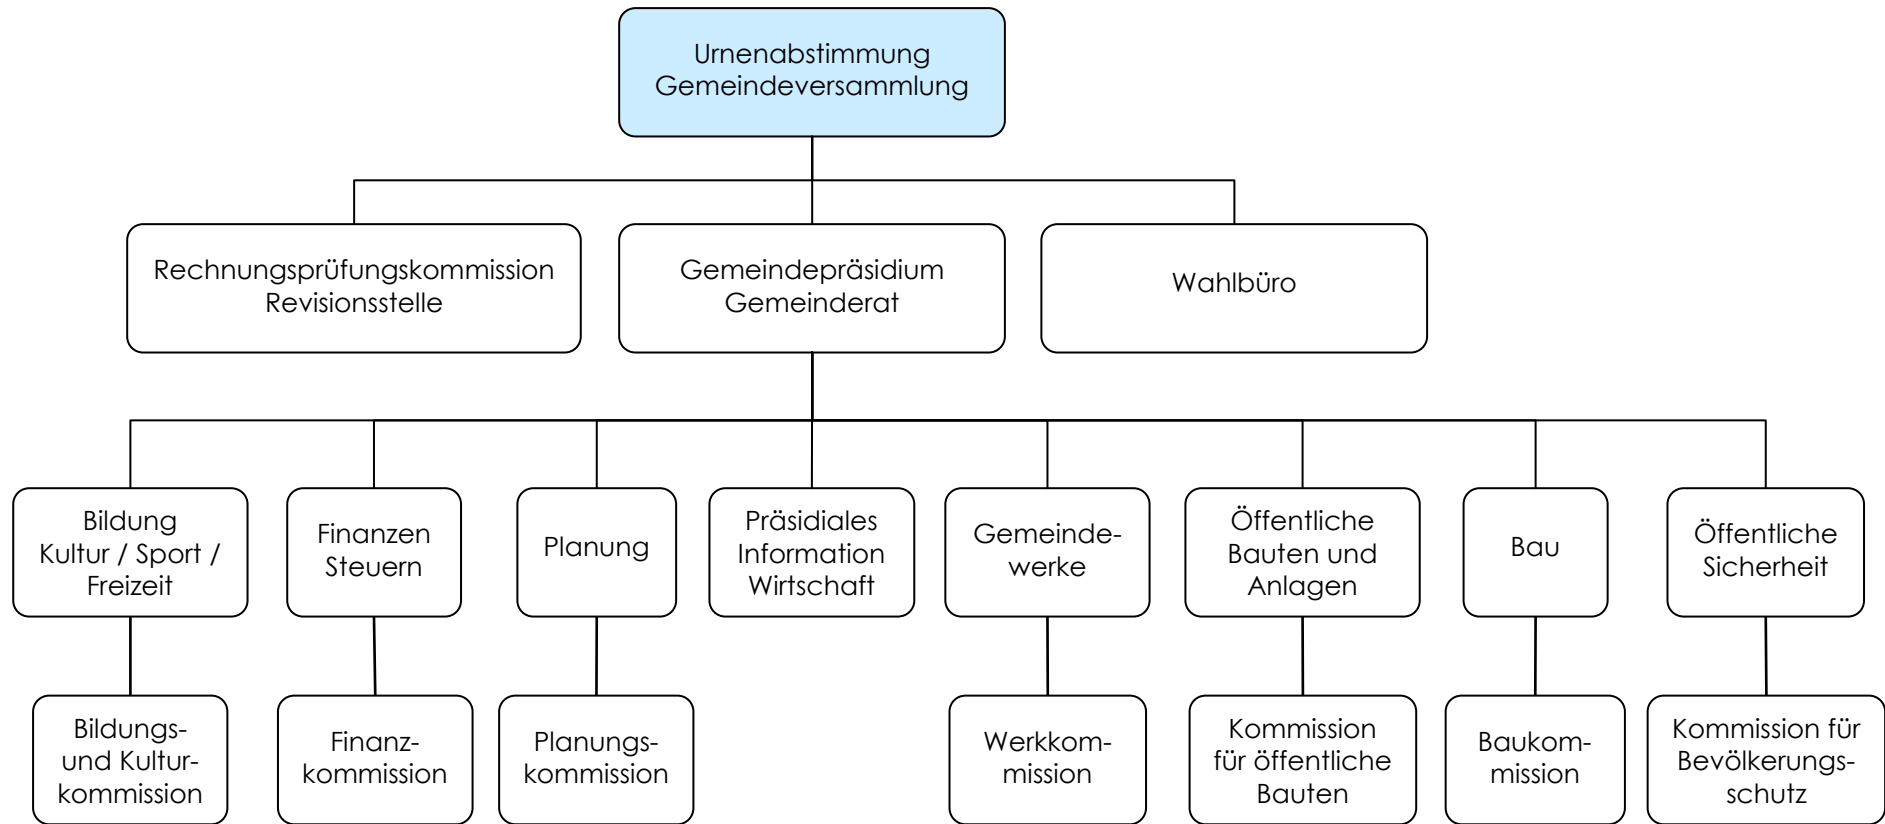 Urnenabstimmung
Gemeindeversammlung
Rechnungsprüfungskommission
Revisionsstelle
Gemeindepräsidium
Gemeinderat
Wahlbüro
Bildung
Kultur / Sport /
Freizeit
Finanzen
Steuern
Planung
Präsidiales
Information
Wirtschaft
Gemeinde-
werke
Öffentliche
Bauten und
Anlagen
Bau
Öffentliche
Sicherheit
Bildungs-
und Kultur-
kommission
Finanz-
kommission
Planungs-
kommission
Werkkom-
mission
Kommission
für öffentliche
Bauten
Baukom-
mission
Kommission für
Bevölkerungs-
schutz